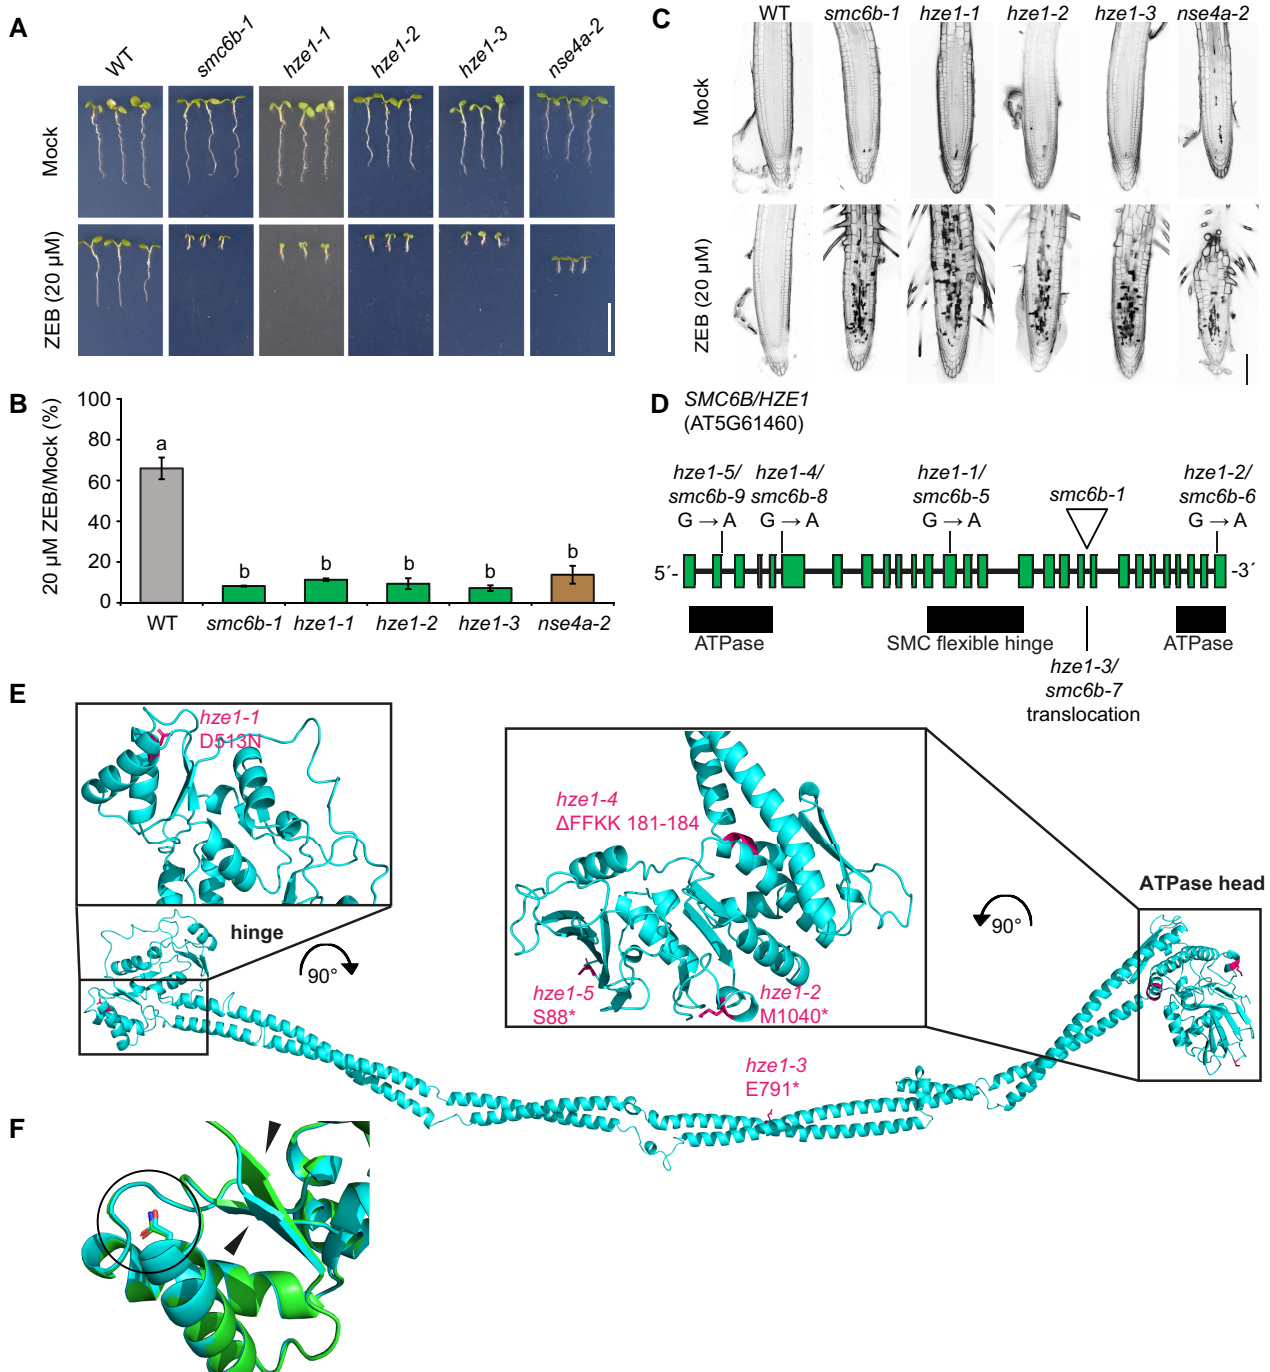 A
WT
smc6b-1
hze1-1
hze1-2
hze1-3
nse4a-2
Mock
ZEB (20 µM)
B
20 µM ZEB/Mock (%)
100
80
60
40
20
0
a
b
b
b
b
b
WT
smc6b-1
hze1-1
hze1-2
hze1-3
nse4a-2
C
WT
smc6b-1
hze1-1
hze1-2
hze1-3
nse4a-2
Mock
ZEB (20 µM)
D
SMC6B/HZE1
(AT5G61460)
hze1-5/
smc6b-9
G → A
hze1-4/
smc6b-8
G → A
hze1-1/
smc6b-5
G → A
smc6b-1
hze1-2/
smc6b-6
G → A
5´-
-3´
ATPase
SMC flexible hinge
ATPase
hze1-3/
smc6b-7
translocation
E
hze1-1
D513N
hinge
90°
hze1-4
ΔFFKK 181-184
hze1-5
S88*
hze1-2
M1040*
90°
ATPase head
hze1-3
E791*
F